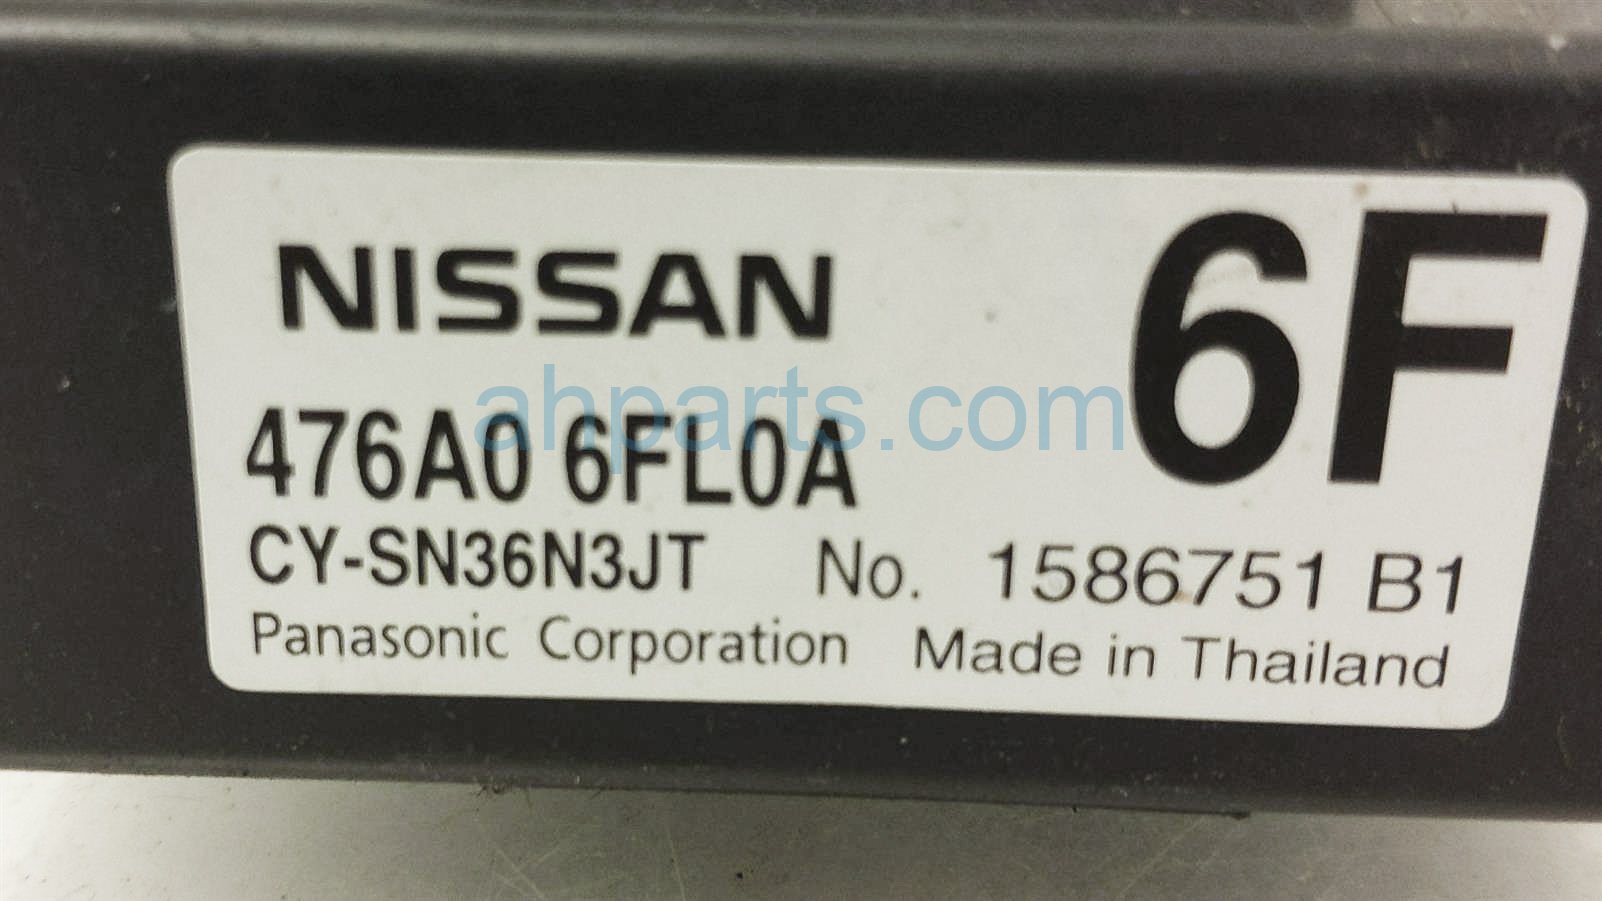 NISSAN
6F
ahparts.com
476A0 6FL0A
CY-SN36N3JT No. 1586751 B1
Panasonic Corporation Made in Thailand